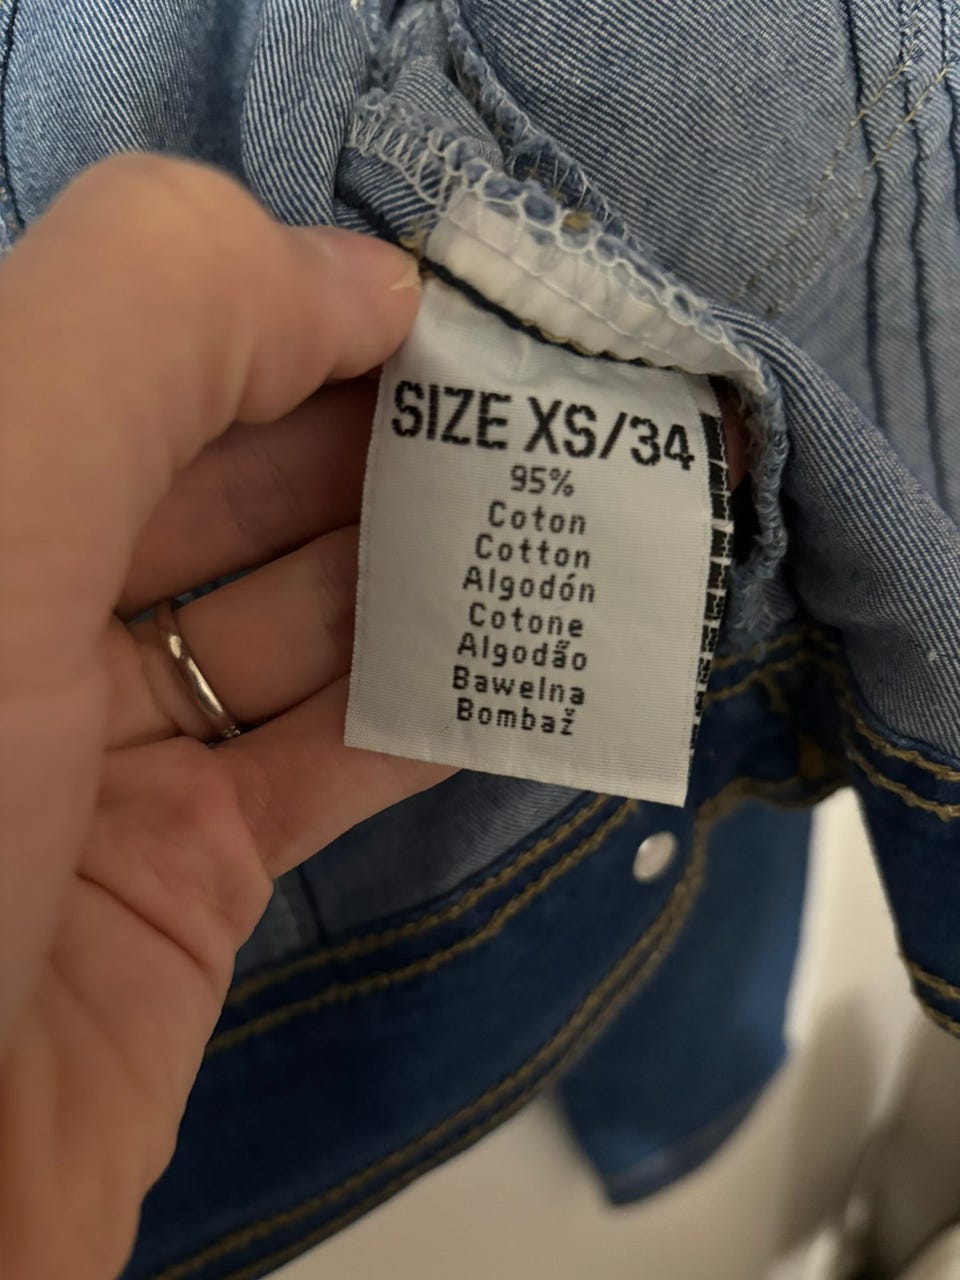 SIZE XS/34
95%
Coton
Cotton
Algodón
Cotone
Algodão
Bawelna
Bombaž